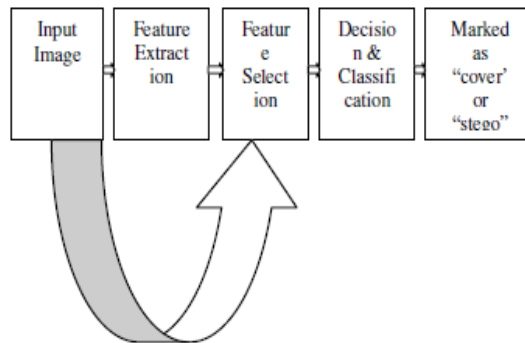 Input
Image
Feature
Extract
ion
Featur
e
Select
ion
Decisio
n &
Classifi
cation
Marked
as
“cover’
or
“stego”